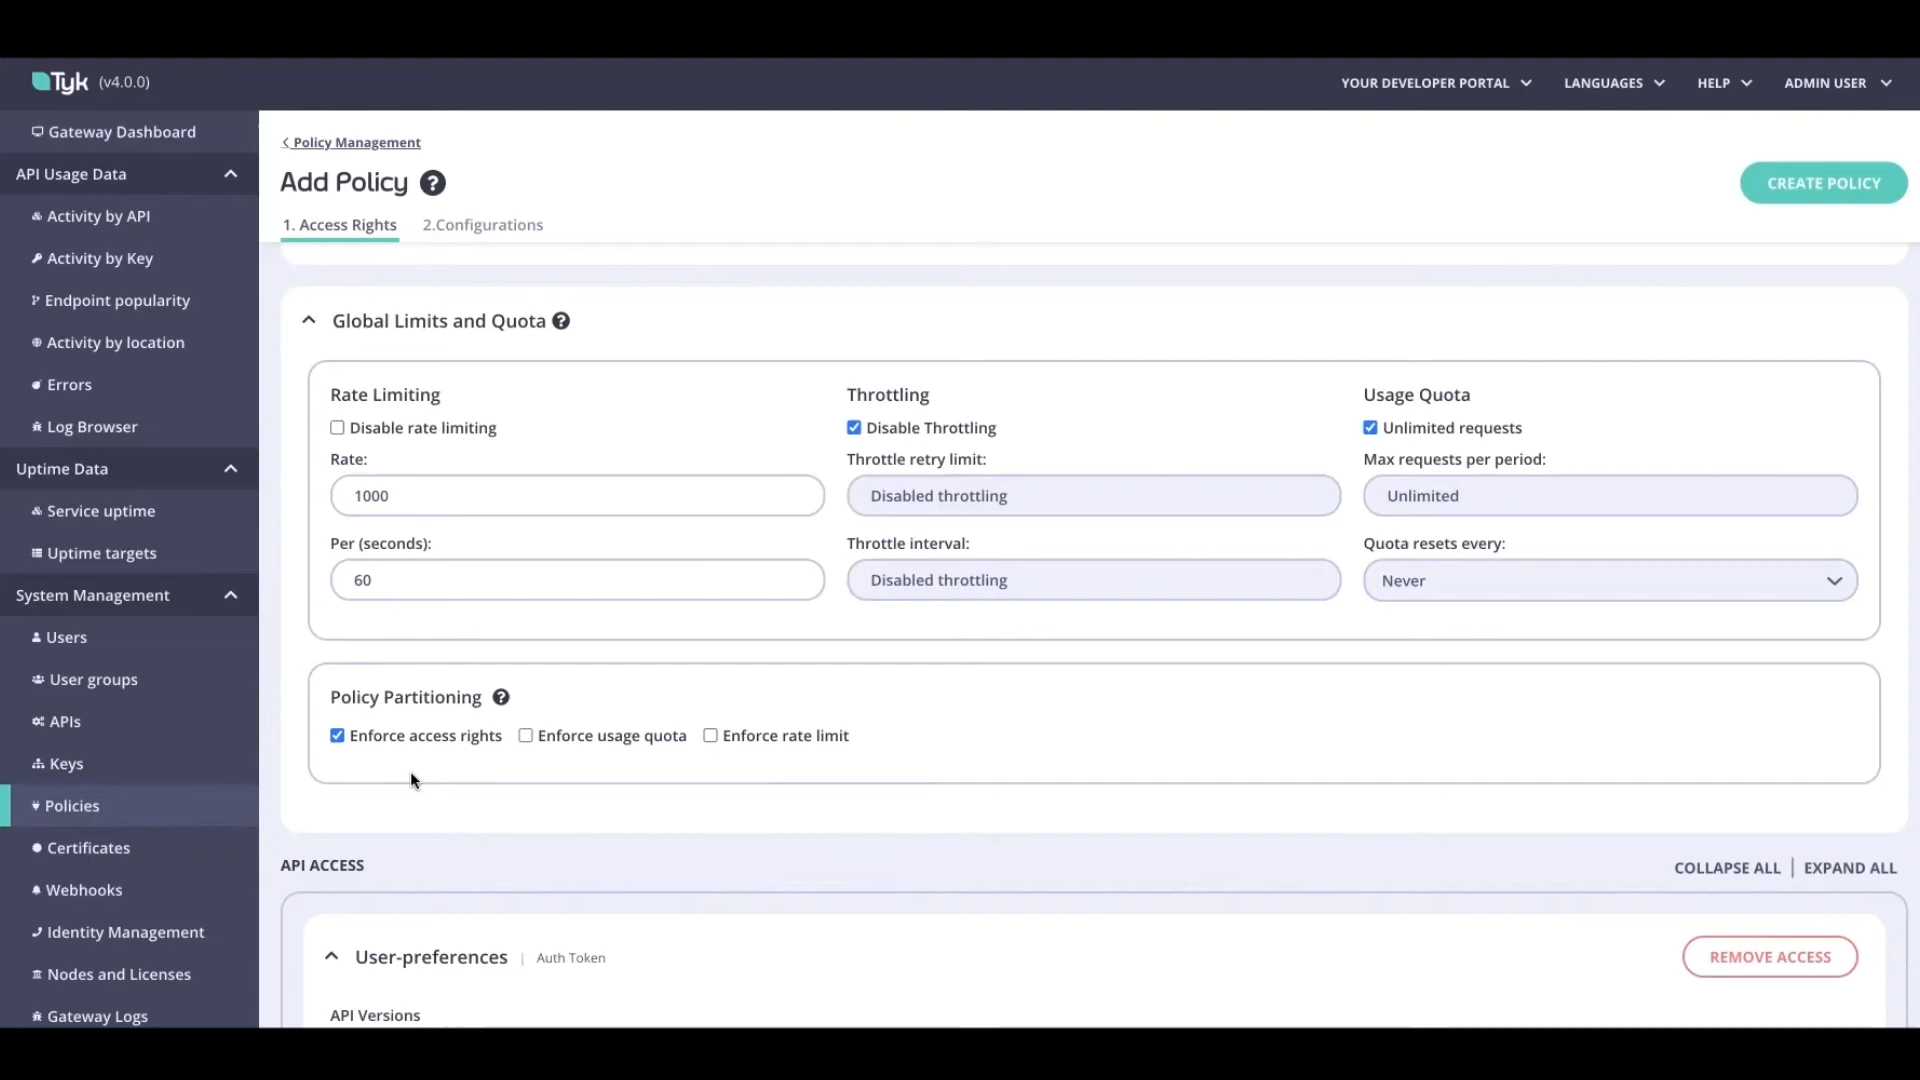 Tyk (v4.0.0)
YOUR DEVELOPER PORTAL
LANGUAGES
HELP
ADMIN USER
Gateway Dashboard
API Usage Data
Activity by API
Activity by Key
Endpoint popularity
Activity by location
Errors
Log Browser
Uptime Data
Service uptime
Uptime targets
System Management
Users
User groups
APIs
Keys
Policies
Certificates
Webhooks
Identity Management
Nodes and Licenses
Gateway Logs
< Policy Management
Add Policy ?
CREATE POLICY
1. Access Rights 2.Configurations
Global Limits and Quota ?
Rate Limiting
Disable rate limiting
Rate:
1000
Per (seconds):
60
Throttling
Disable Throttling
Throttle retry limit:
Disabled throttling
Throttle interval:
Disabled throttling
Usage Quota
Unlimited requests
Max requests per period:
Unlimited
Quota resets every:
Never
Policy Partitioning ?
Enforce access rights Enforce usage quota Enforce rate limit
API ACCESS
COLLAPSE ALL | EXPAND ALL
User-preferences | Auth Token
REMOVE ACCESS
API Versions